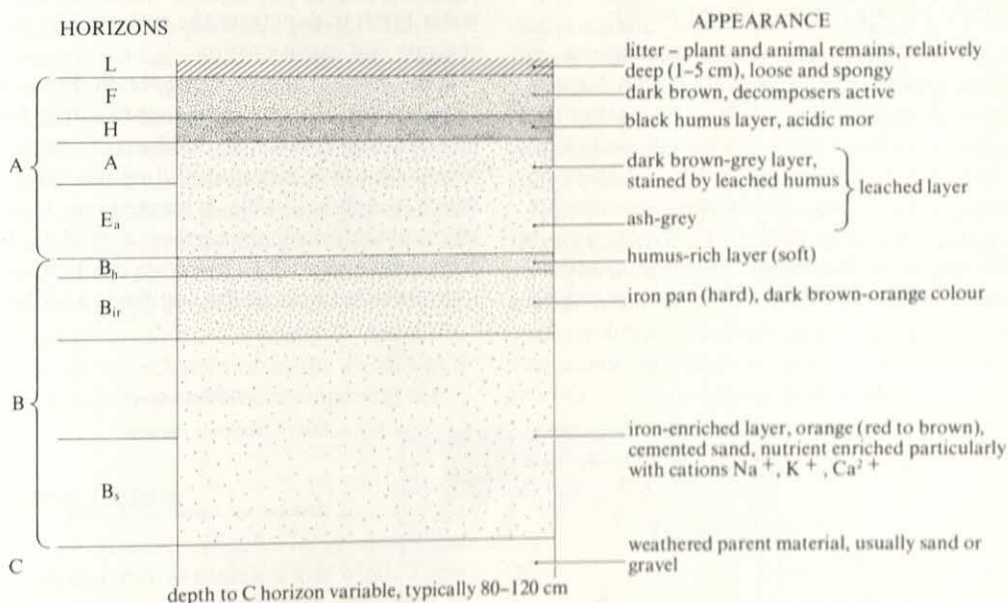 HORIZONS
APPEARANCE
L
litter – plant and animal remains, relatively
deep (1–5 cm), loose and spongy
F
dark brown, decomposers active
H
black humus layer, acidic mor
A
A
dark brown-grey layer,
stained by leached humus
leached layer
Ea
ash-grey
Bh
humus-rich layer (soft)
Bir
iron pan (hard), dark brown-orange colour
B
iron-enriched layer, orange (red to brown),
cemented sand, nutrient enriched particularly
with cations Na +, K +, Ca2 +
Bs
C
weathered parent material, usually sand or
gravel
depth to C horizon variable, typically 80–120 cm